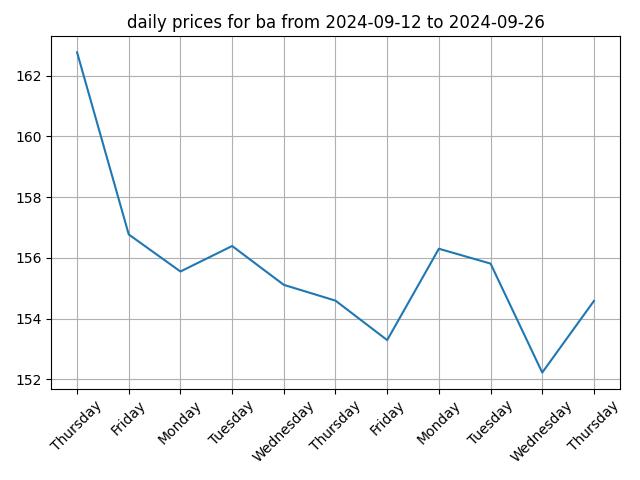 daily prices for ba from 2024-09-12 to 2024-09-26
162
160
158
156
154
152
Thursday
Friday
Monday
Tuesday
Wednesday
Thursday
Friday
Monday
Tuesday
Wednesday
Thursday